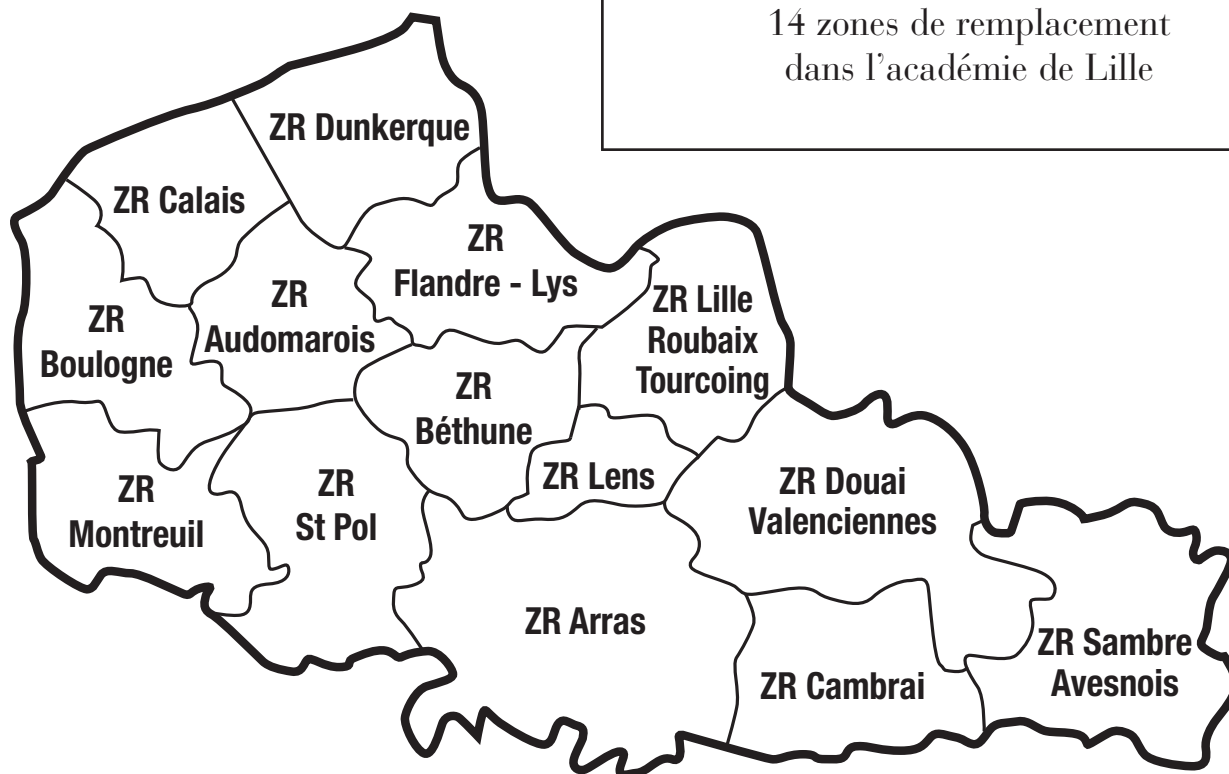 14 zones de remplacement
dans l'académie de Lille
ZR Dunkerque
ZR Calais
ZR
Flandre - Lys
ZR
Audomarois
ZR Lille
Roubaix
Tourcoing
ZR
Boulogne
ZR
Béthune
ZR Lens
ZR Douai
Valenciennes
ZR
Montreuil
ZR
St Pol
ZR Arras
ZR Cambrai
ZR Sambre
Avesnois